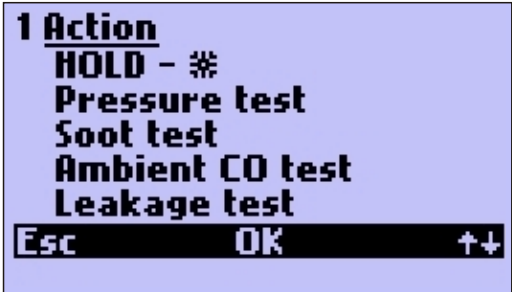 1 Action
HOLD - ☼
Pressure test
Soot test
Ambient CO test
Leakage test
Esc OK ↑↓